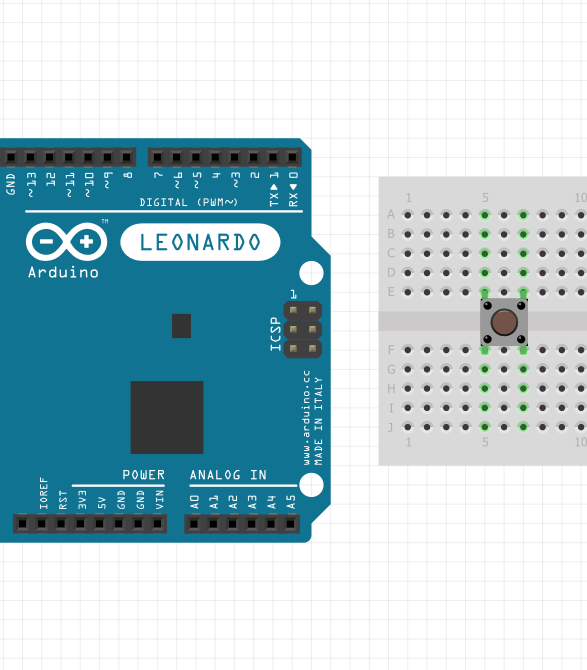 GND ~13 12 ~11 ~10 ~9 8 7 ~6 ~5 4 ~3 2 TX▶1 RX◀0
DIGITAL (PWM~)
TM
LEONARDO
Arduino
1
ICSP
www.arduino.cc
MADE IN ITALY
POWER ANALOG IN
IOREF RST 3V3 5V GND GND VIN A0 A1 A2 A3 A4 A5
1 5 10
A
B
C
D
E
F
G
H
I
J
1 5 10